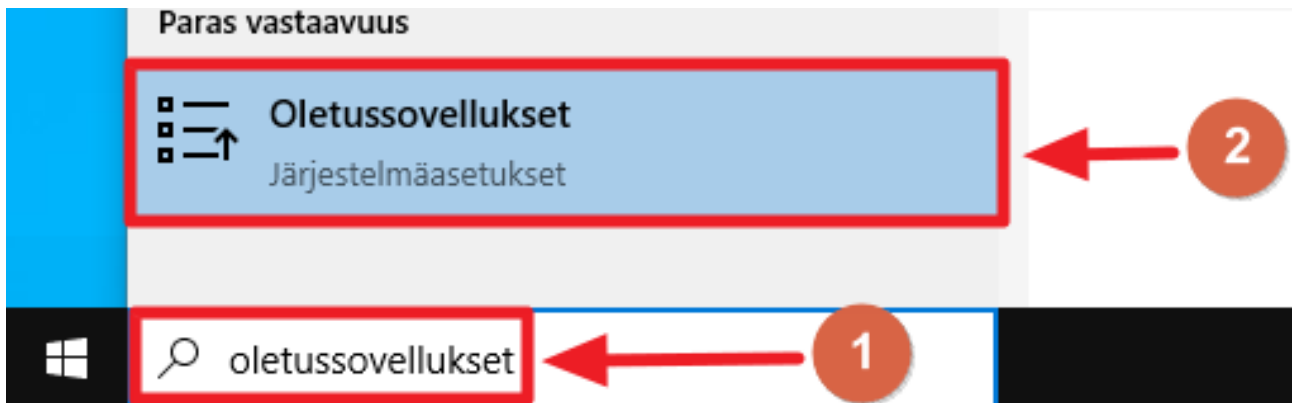 Paras vastaavuus
Oletussovellukset
Järjestelmäasetukset
2
oletussovellukset
1